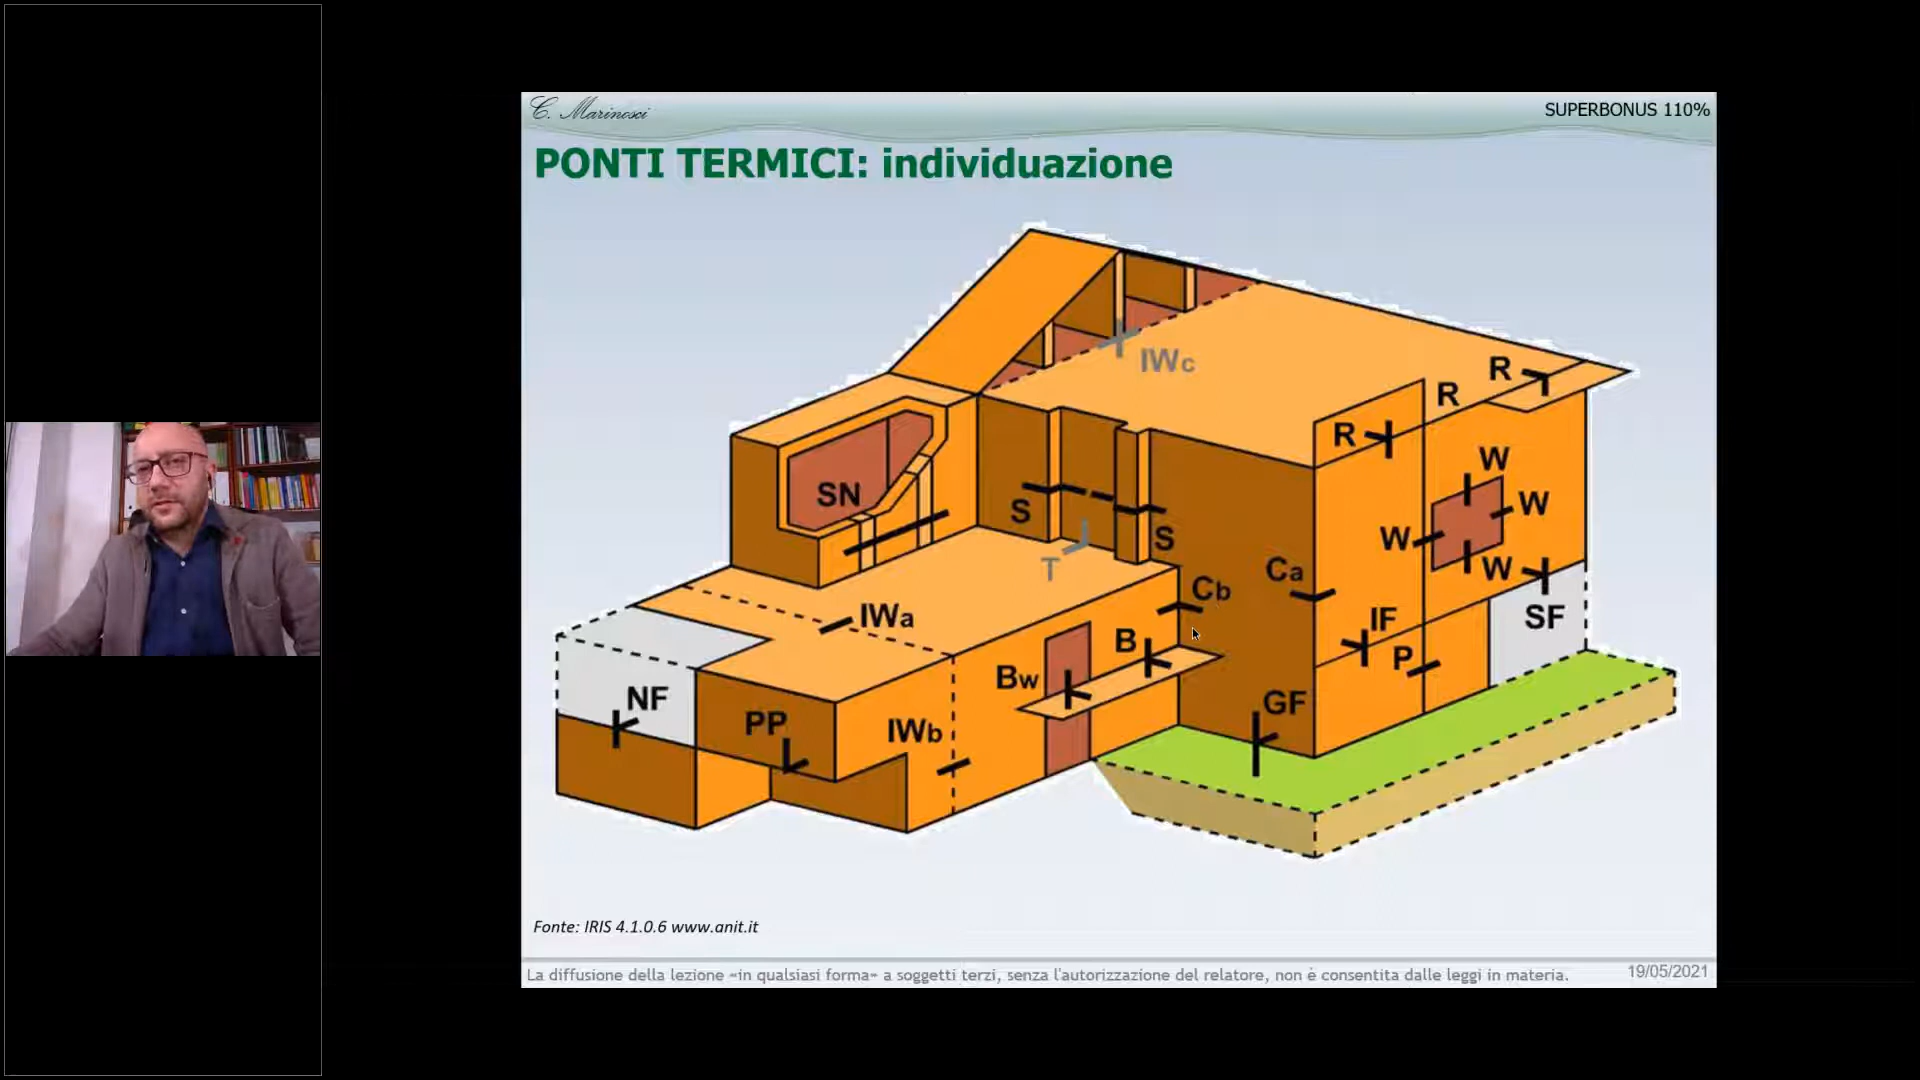 C. Marinosci
SUPERBONUS 110%
PONTI TERMICI: individuazione
IWc
R
R
R
W
SN
W
S
W
S
T
W
Ca
Cb
IWa
IF
SF
B
P
Bw
NF
GF
PP
IWb
Fonte: IRIS 4.1.0.6 www.anit.it
La diffusione della lezione «in qualsiasi forma» a soggetti terzi, senza l'autorizzazione del relatore, non è consentita dalle leggi in materia.
19/05/2021